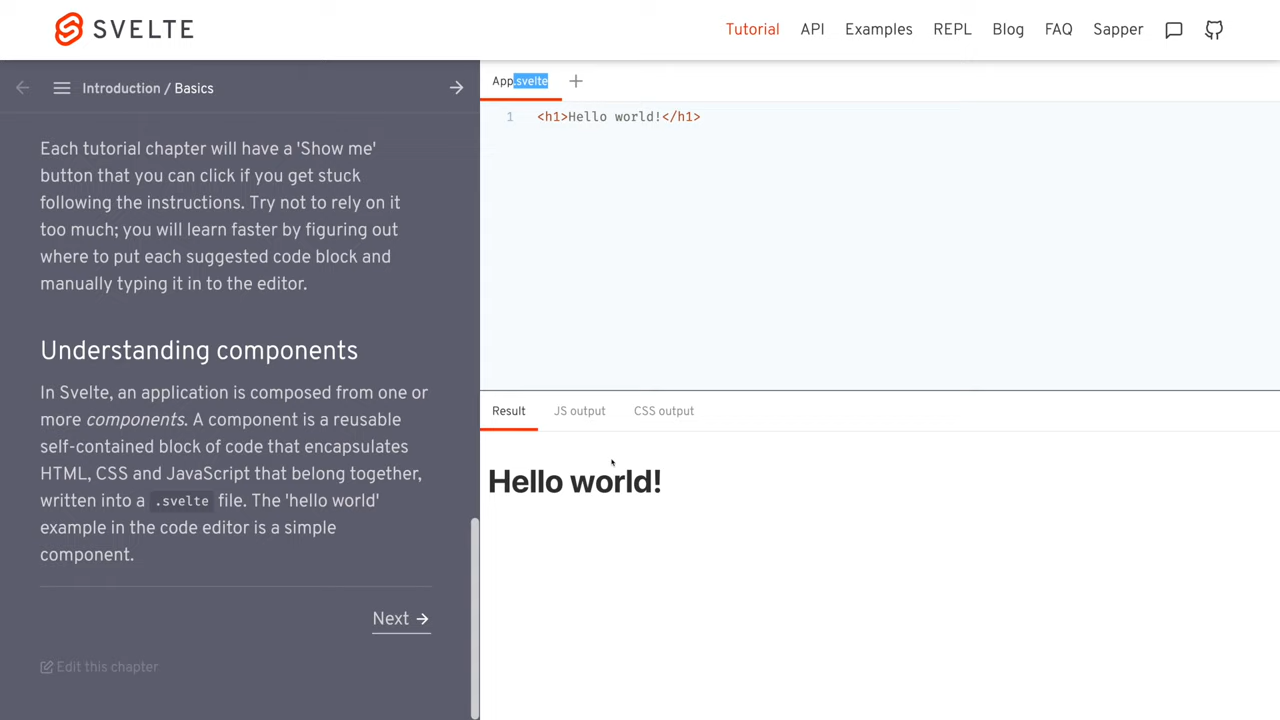 SVELTE
Tutorial API Examples REPL Blog FAQ Sapper
Introduction / Basics
Each tutorial chapter will have a 'Show me'
button that you can click if you get stuck
following the instructions. Try not to rely on it
too much; you will learn faster by figuring out
where to put each suggested code block and
manually typing it in to the editor.
Understanding components
In Svelte, an application is composed from one or
more components. A component is a reusable
self-contained block of code that encapsulates
HTML, CSS and JavaScript that belong together,
written into a .svelte file. The 'hello world'
example in the code editor is a simple
component.
Next
Edit this chapter
App.svelte
1 <h1>Hello world!</h1>
Result JS output CSS output
Hello world!